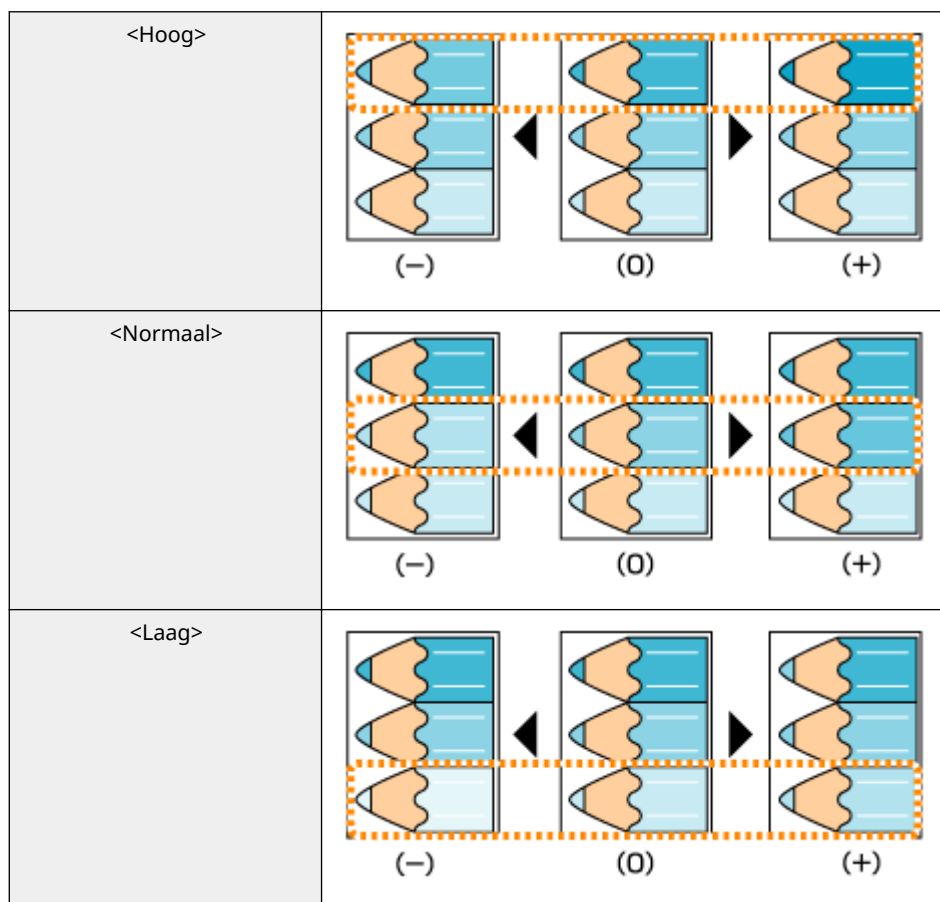 <Hoog>
(−) (0) (+)
<Normaal>
(−) (0) (+)
<Laag>
(−) (0) (+)